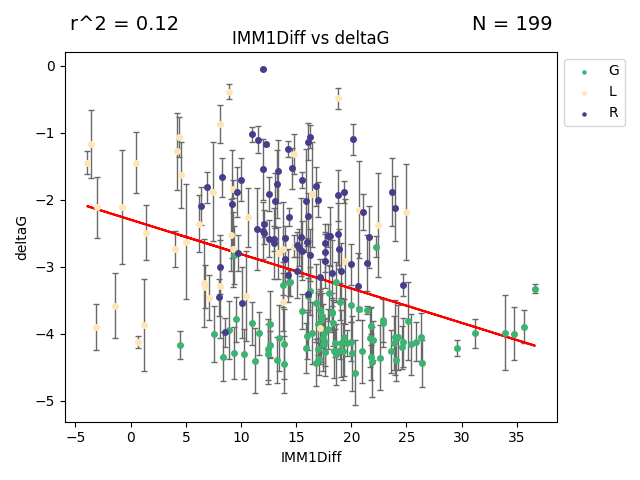 r^2 = 0.12 N = 199
IMM1Diff vs deltaG
G
L
R
deltaG
0
−1
−2
−3
−4
−5
−5 0 5 10 15 20 25 30 35
IMM1Diff